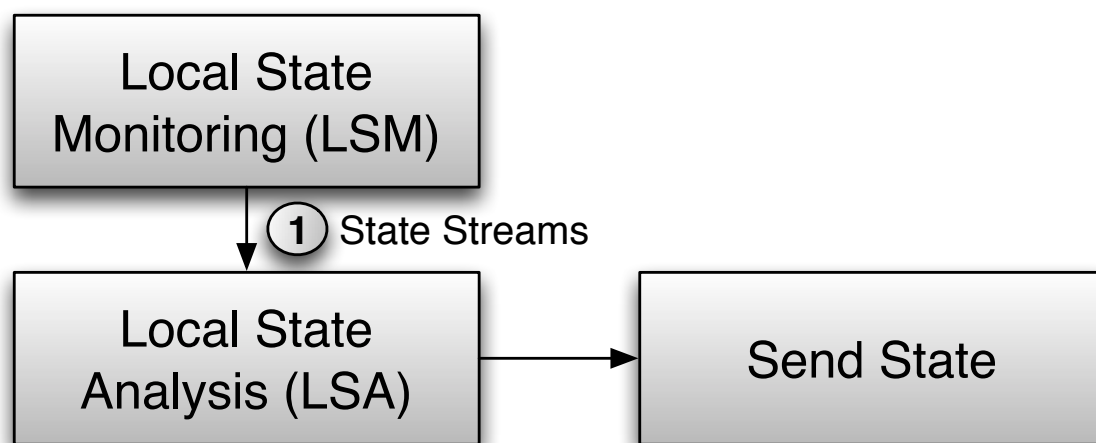 Local State
Monitoring (LSM)
1 State Streams
Local State
Analysis (LSA)
Send State